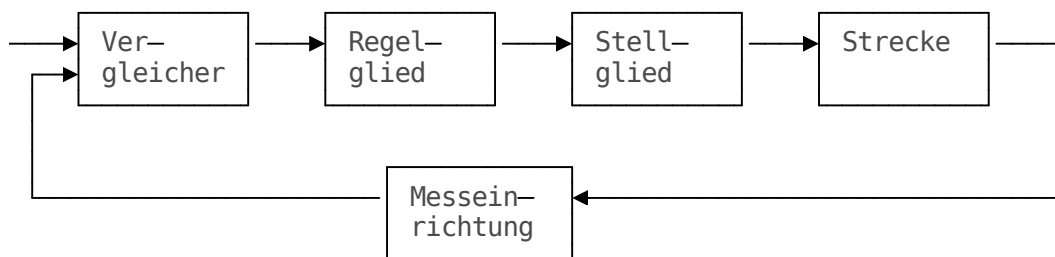 Ver–
gleicher
Regel–
glied
Stell–
glied
Strecke
Messein–
richtung